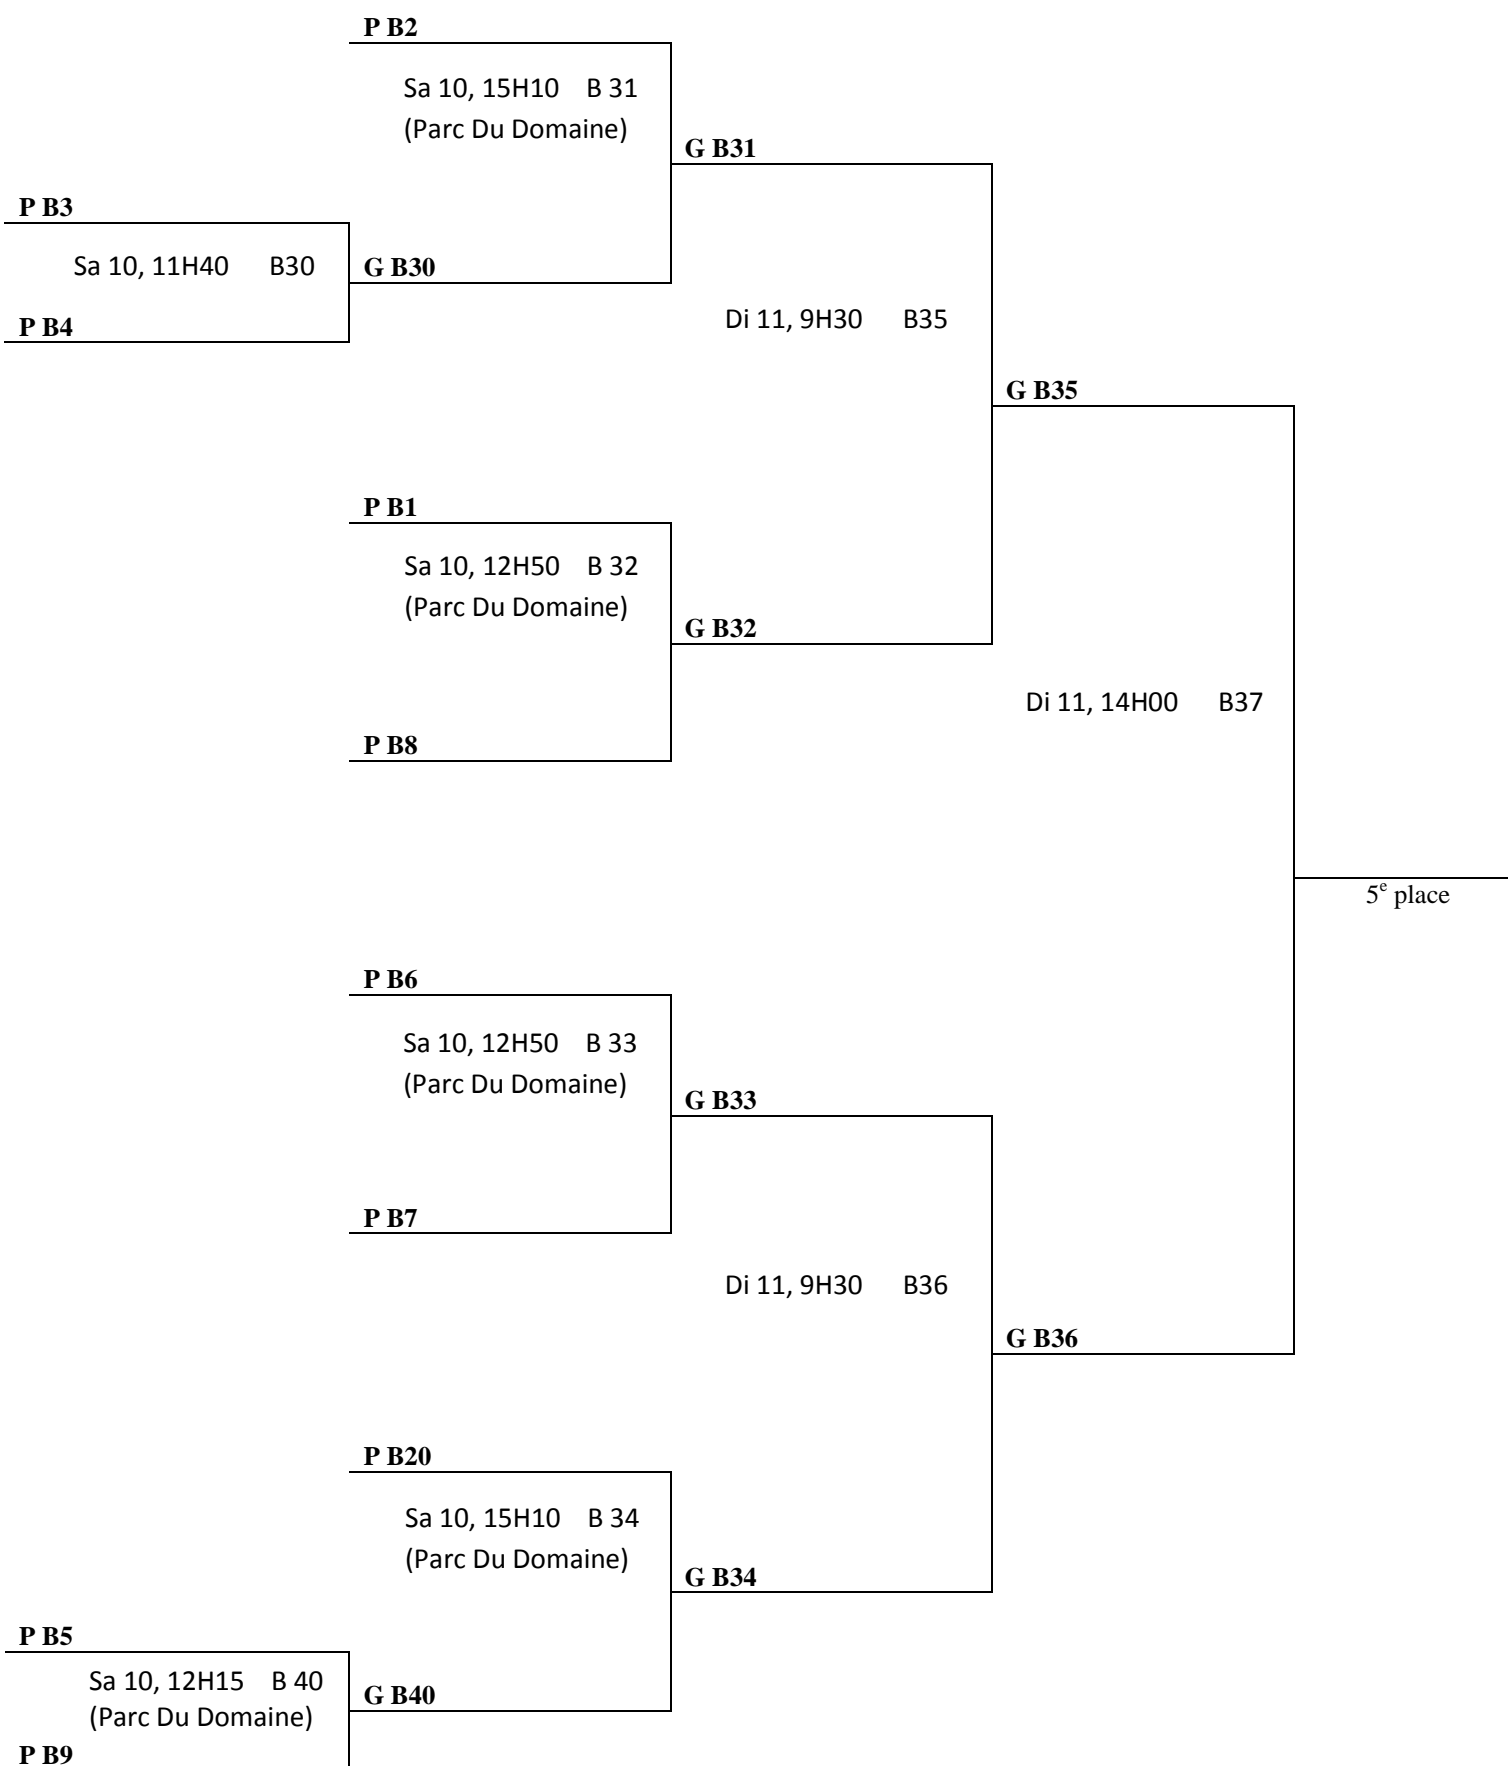 P B2
Sa 10, 15H10 B 31
(Parc Du Domaine)
G B31
P B3
Sa 10, 11H40 B30
G B30
P B4
Di 11, 9H30 B35
G B35
P B1
Sa 10, 12H50 B 32
(Parc Du Domaine)
G B32
P B8
Di 11, 14H00 B37
5e place
P B6
Sa 10, 12H50 B 33
(Parc Du Domaine)
G B33
P B7
Di 11, 9H30 B36
G B36
P B20
Sa 10, 15H10 B 34
(Parc Du Domaine)
G B34
P B5
Sa 10, 12H15 B 40
(Parc Du Domaine)
G B40
P B9